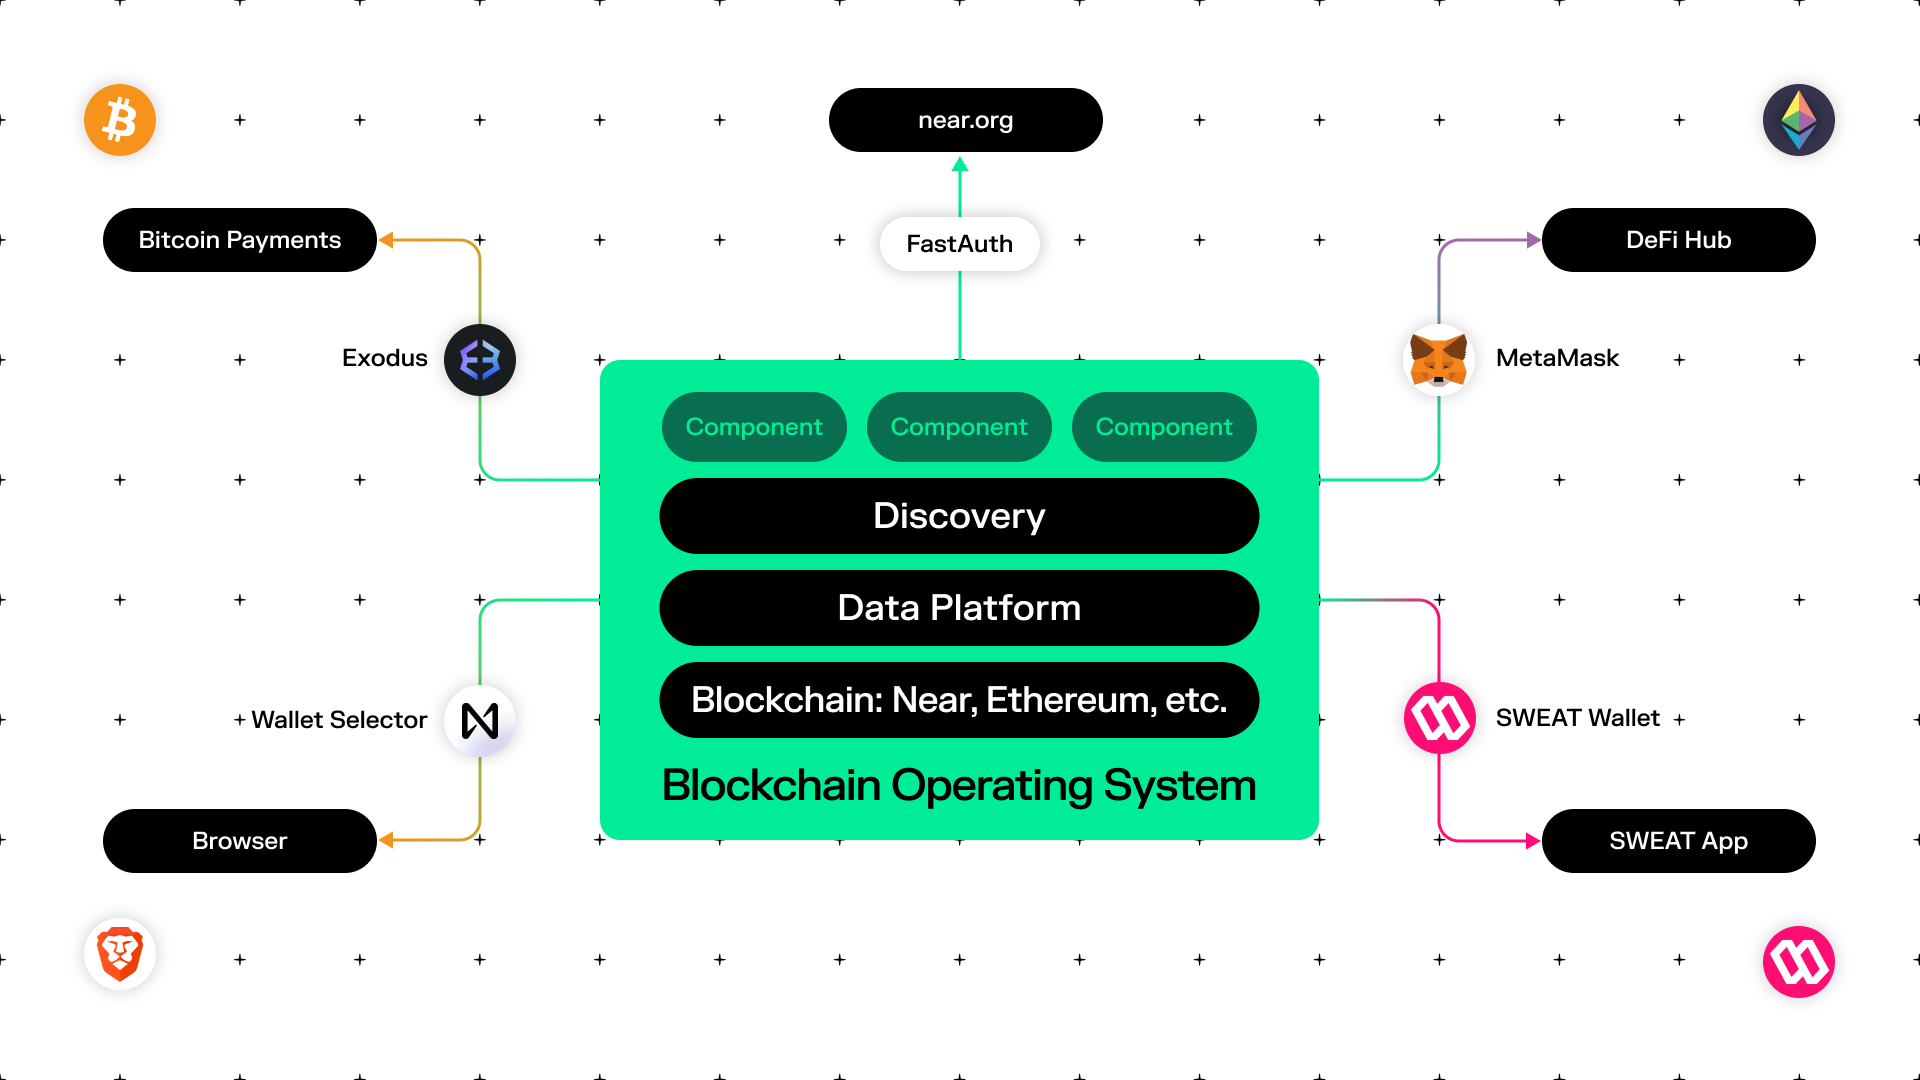 near.org
Bitcoin Payments
FastAuth
DeFi Hub
Exodus
MetaMask
Component
Component
Component
Discovery
Data Platform
Blockchain: Near, Ethereum, etc.
Blockchain Operating System
Wallet Selector
SWEAT Wallet
Browser
SWEAT App